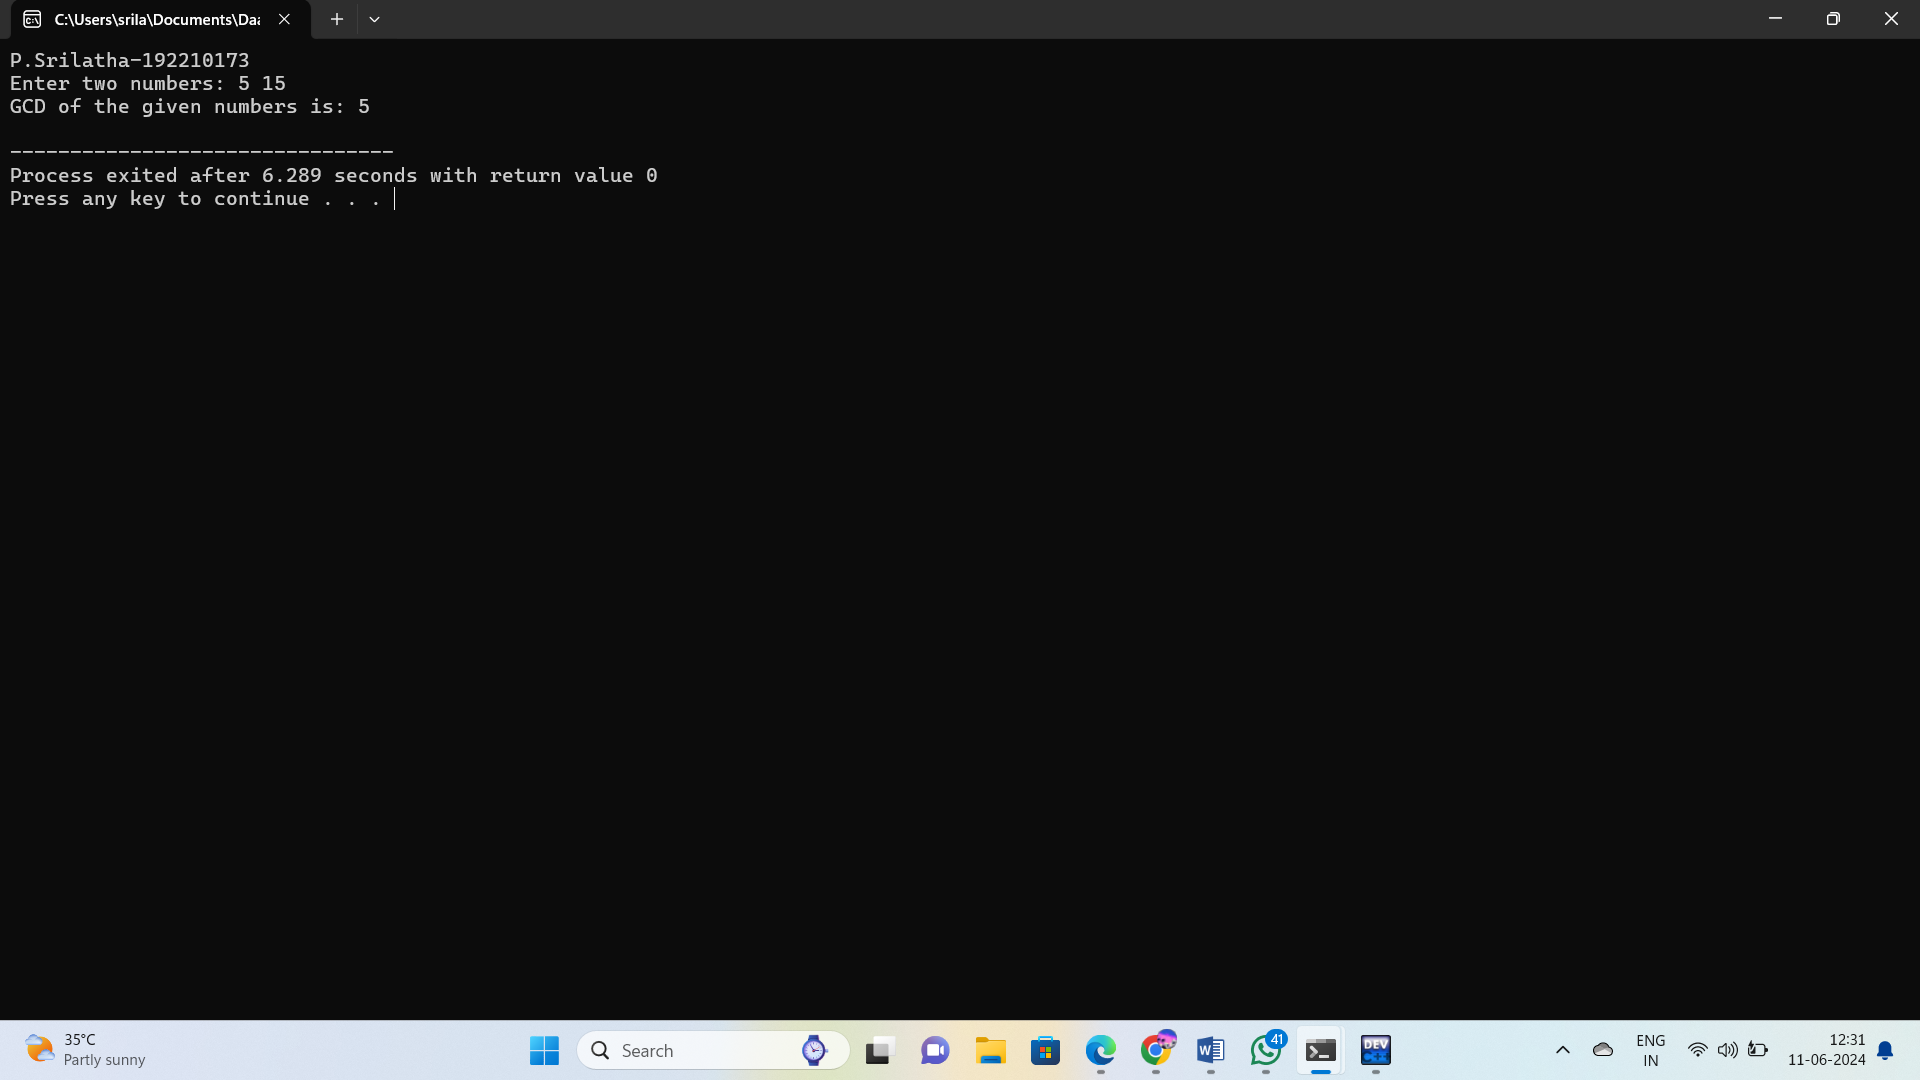 C:\Users\srila\Documents\Daa
P.Srilatha-192210173
Enter two numbers: 5 15
GCD of the given numbers is: 5
--------------------------------
Process exited after 6.289 seconds with return value 0
Press any key to continue . . .
35°C
Partly sunny
Search
41
DEV
C++
ENG
IN
12:31
11-06-2024